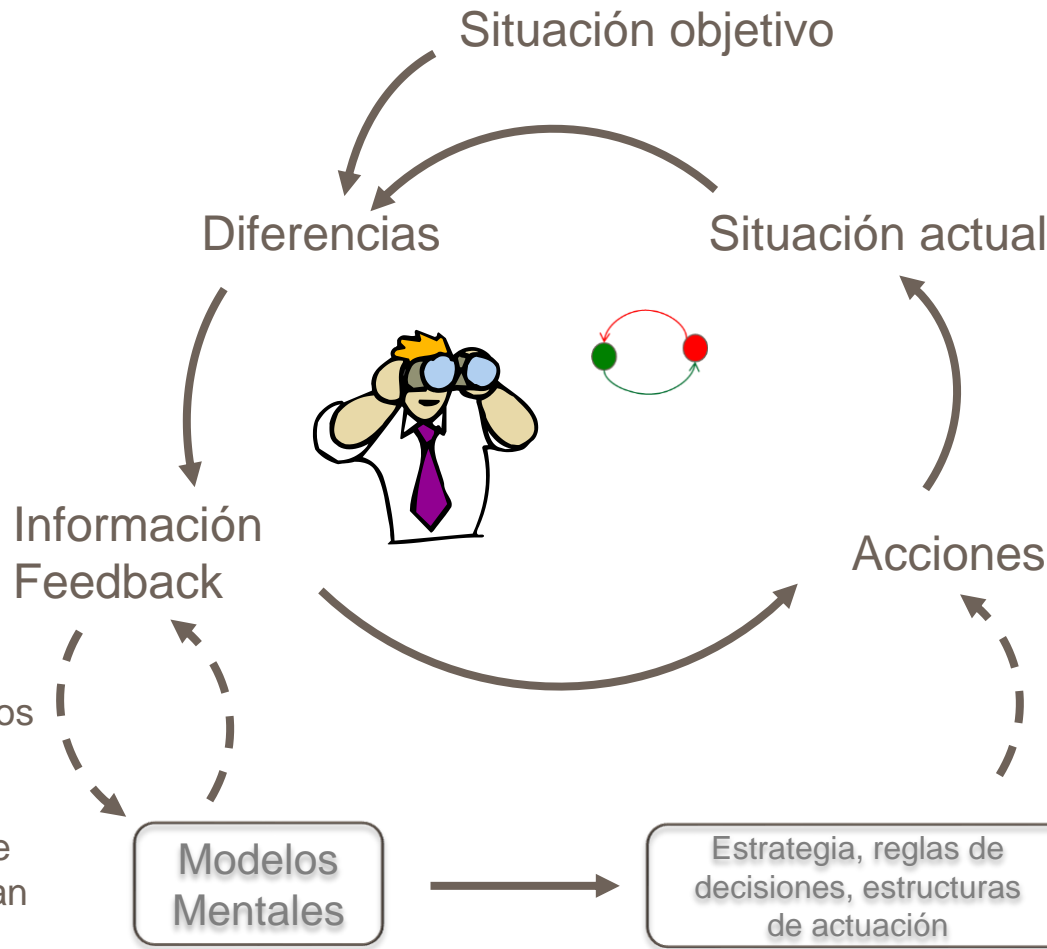 Situación objetivo
Diferencias
Situación actual
Información
Feedback
Acciones
Modelos
Mentales
Estrategia, reglas de
decisiones, estructuras
de actuación